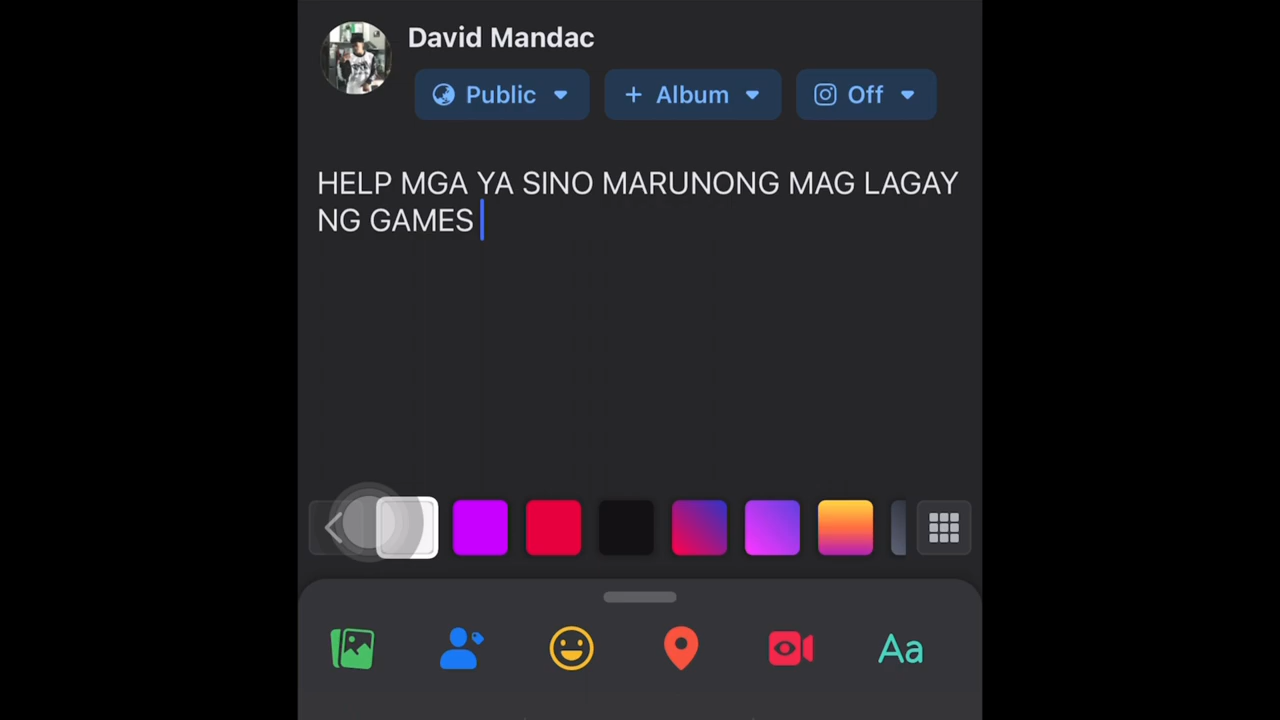 David Mandac
Public
+ Album
Off
HELP MGA YA SINO MARUNONG MAG LAGAY
NG GAMES
Aa